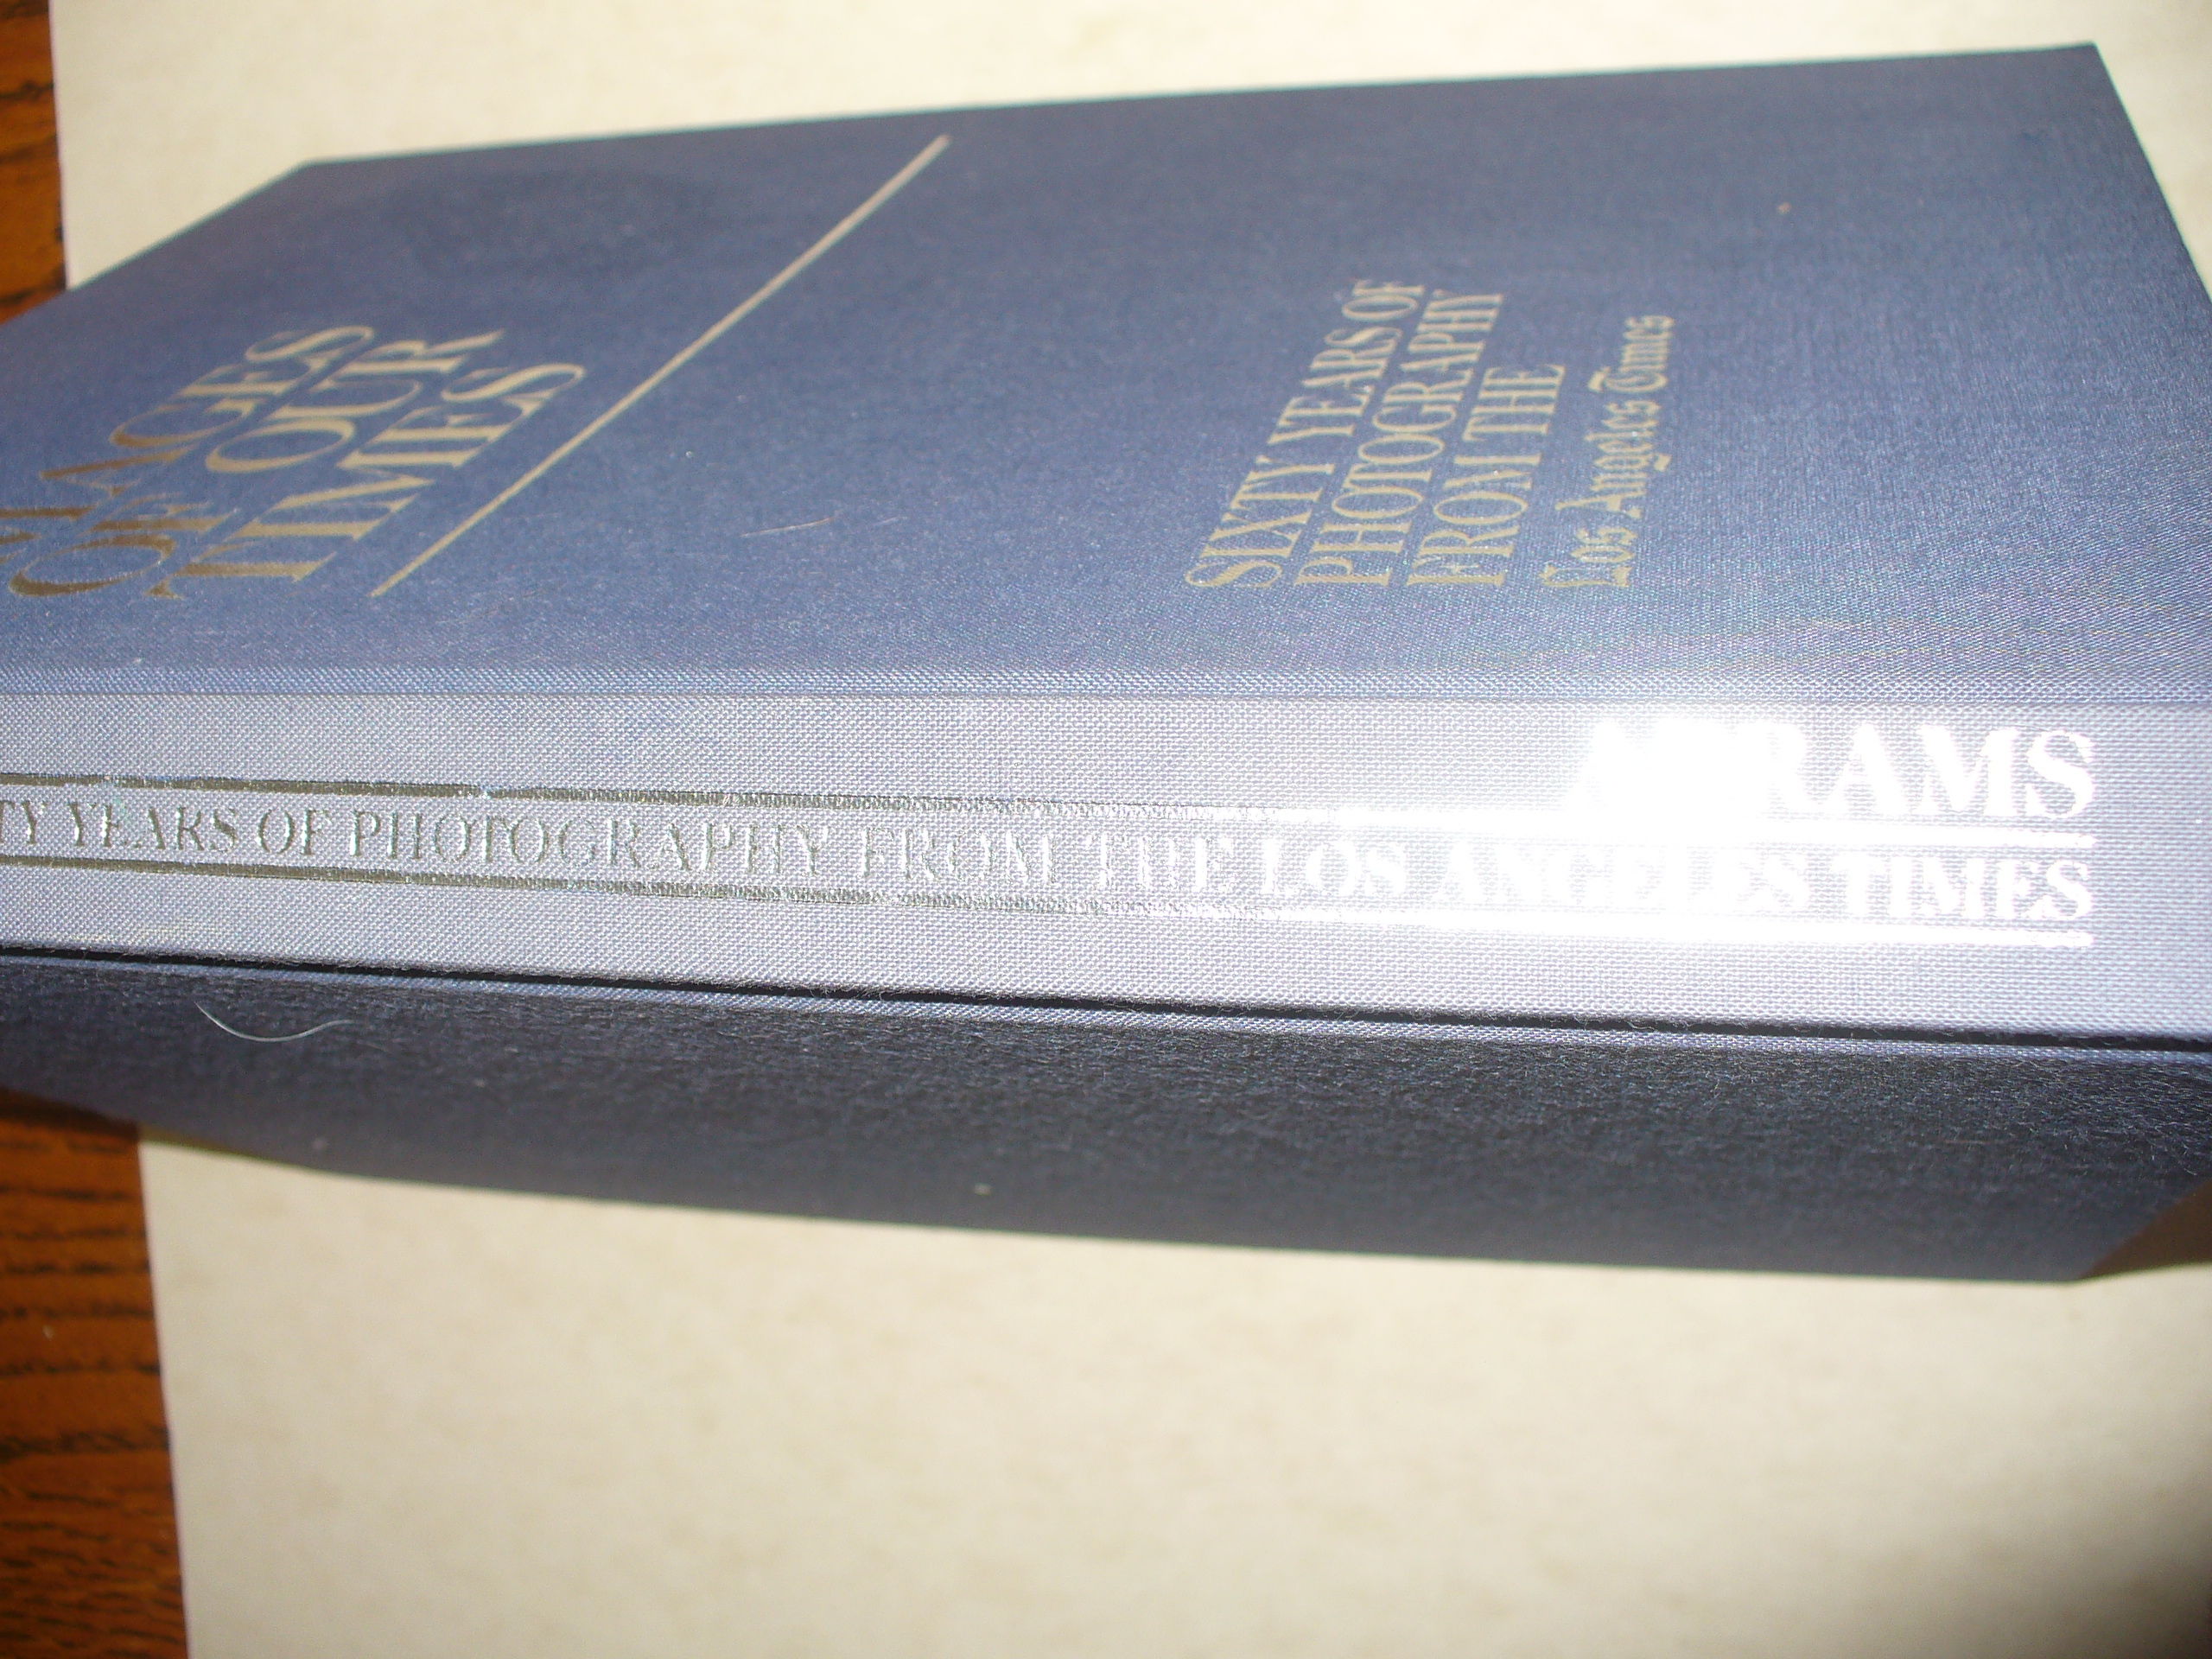 IMAGES
OF OUR
TIMES
SIXTY YEARS OF
PHOTOGRAPHY
FROM THE
Los Angeles Times
ABRAMS
TY YEARS OF PHOTOGRAPHY FROM THE LOS ANGELES TIMES